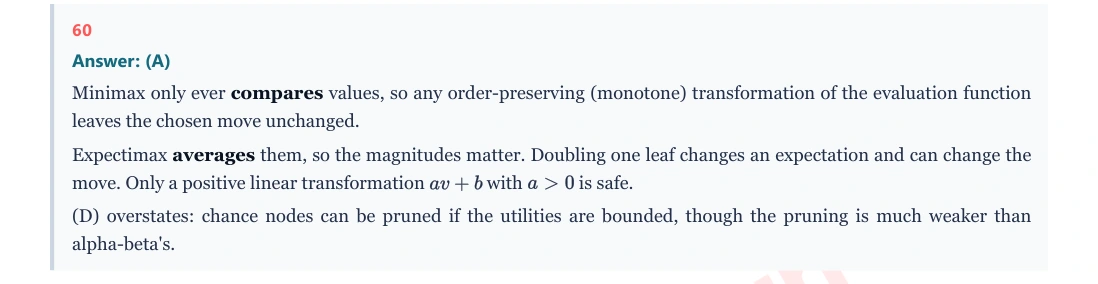 60
Answer: (A)
Minimax only ever compares values, so any order-preserving (monotone) transformation of the evaluation function
leaves the chosen move unchanged.
Expectimax averages them, so the magnitudes matter. Doubling one leaf changes an expectation and can change the
move. Only a positive linear transformation av + b with a > 0 is safe.
(D) overstates: chance nodes can be pruned if the utilities are bounded, though the pruning is much weaker than
alpha-beta's.